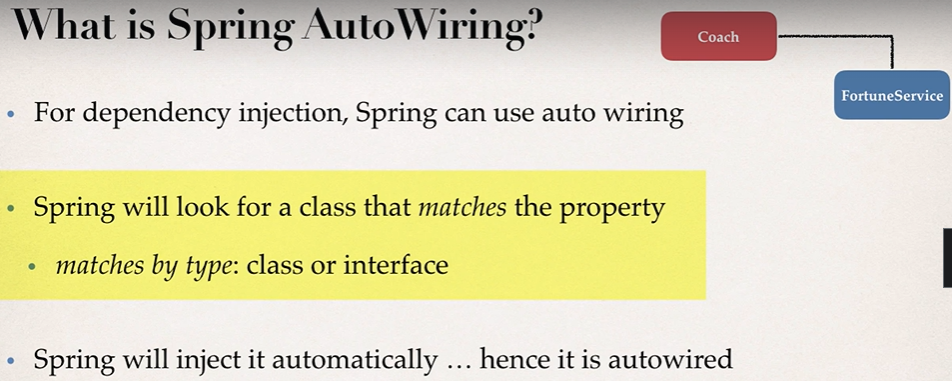 What is Spring AutoWiring?
Coach
FortuneService
• For dependency injection, Spring can use auto wiring
• Spring will look for a class that matches the property
• matches by type: class or interface
• Spring will inject it automatically … hence it is autowired